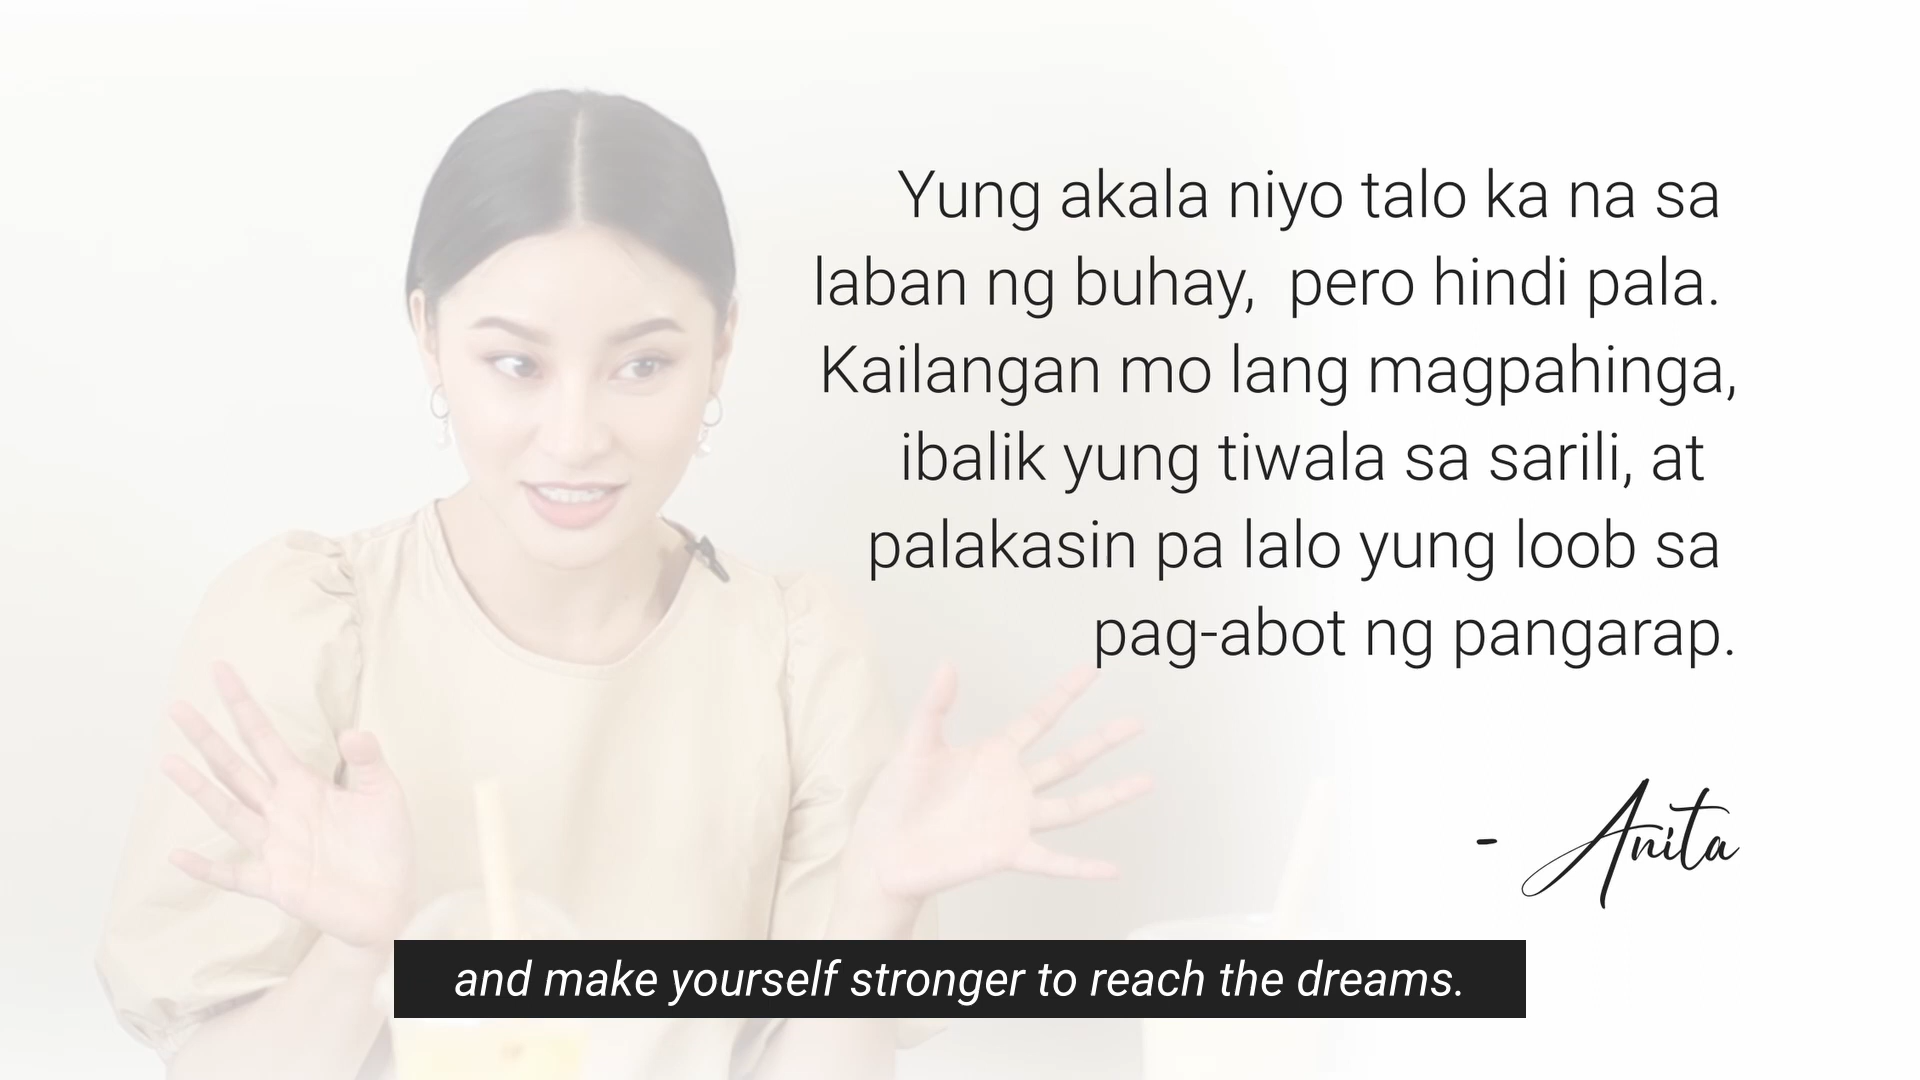 Yung akala niyo talo ka na sa
laban ng buhay,  pero hindi pala.
Kailangan mo lang magpahinga,
ibalik yung tiwala sa sarili, at
palakasin pa lalo yung loob sa
pag-abot ng pangarap.
- Anita
and make yourself stronger to reach the dreams.